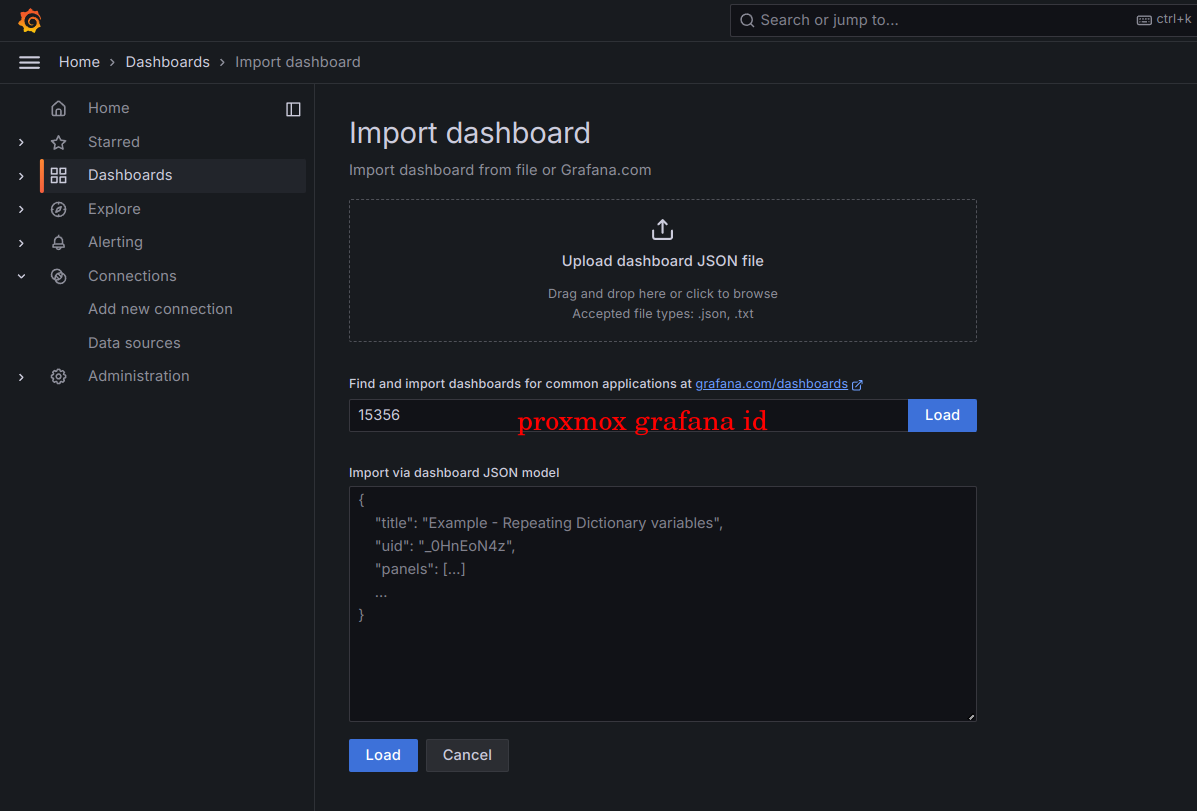 Search or jump to...
ctrl+k
Home › Dashboards › Import dashboard
Home
Starred
Dashboards
Explore
Alerting
Connections
Add new connection
Data sources
Administration
Import dashboard
Import dashboard from file or Grafana.com
Upload dashboard JSON file
Drag and drop here or click to browse
Accepted file types: .json, .txt
Find and import dashboards for common applications at grafana.com/dashboards
15356
proxmox grafana id
Load
Import via dashboard JSON model
{
"title": "Example - Repeating Dictionary variables",
"uid": "_0HnEoN4z",
"panels": [...]
...
}
Load
Cancel